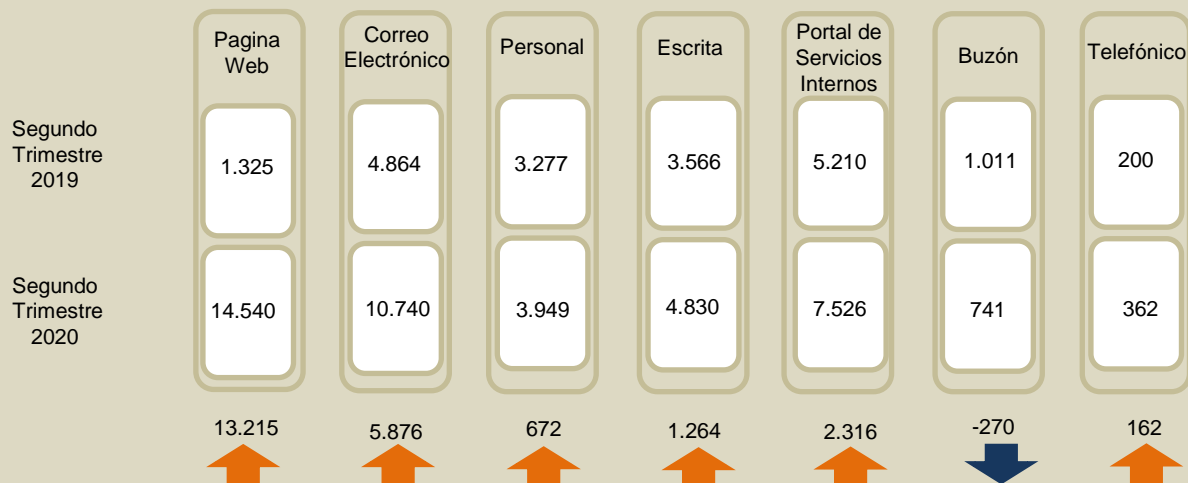 Pagina
Web
Correo
Electrónico
Personal
Escrita
Portal de
Servicios
Internos
Buzón
Telefónico
Segundo
Trimestre
2019
1.325
4.864
3.277
3.566
5.210
1.011
200
Segundo
Trimestre
2020
14.540
10.740
3.949
4.830
7.526
741
362
13.215
5.876
672
1.264
2.316
-270
162